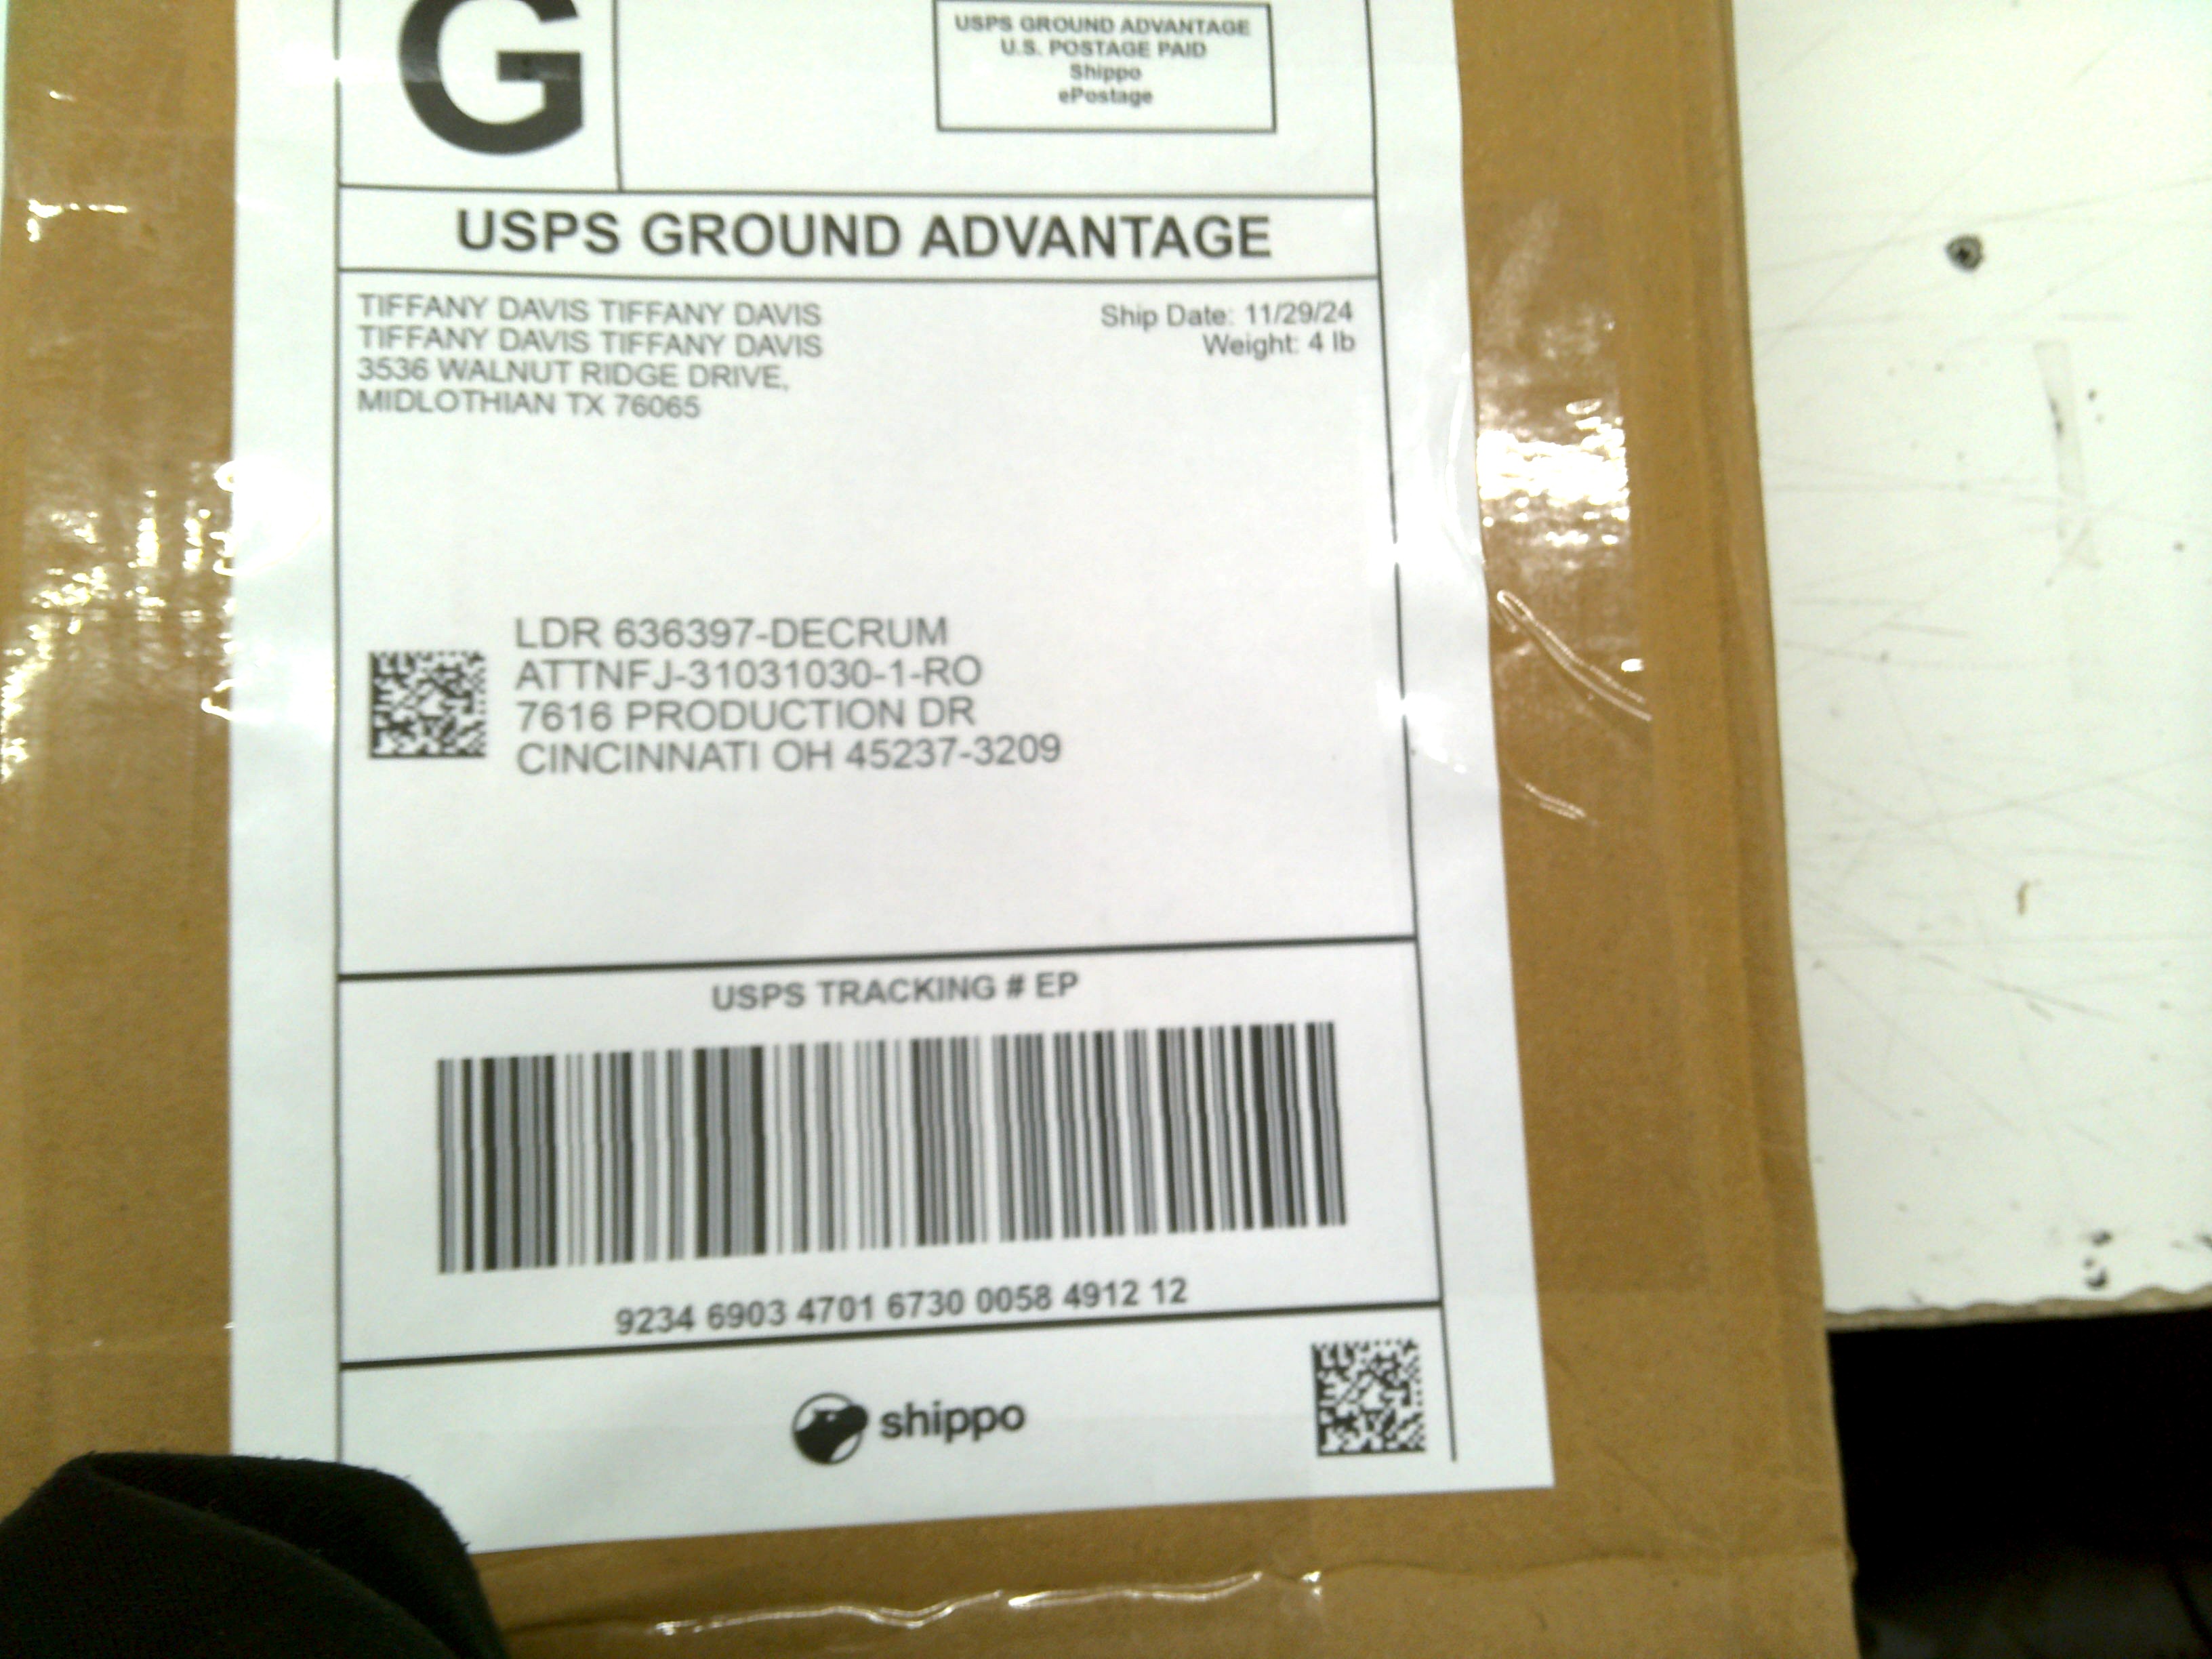 G
USPS GROUND ADVANTAGE
U.S. POSTAGE PAID
Shippo
ePostage
USPS GROUND ADVANTAGE
TIFFANY DAVIS TIFFANY DAVIS
TIFFANY DAVIS TIFFANY DAVIS
3536 WALNUT RIDGE DRIVE,
MIDLOTHIAN TX 76065
Ship Date: 11/29/24
Weight: 4 lb
LDR 636397-DECRUM
ATTNFJ-31031030-1-RO
7616 PRODUCTION DR
CINCINNATI OH 45237-3209
USPS TRACKING # EP
9234 6903 4701 6730 0058 4912 12
shippo